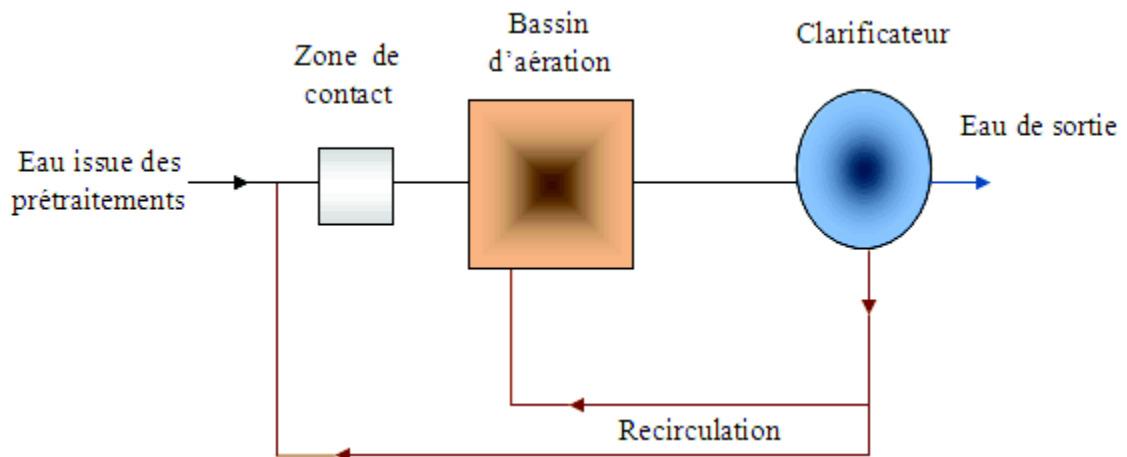 Bassin
d'aération
Clarificateur
Zone de
contact
Eau de sortie
Eau issue des
prétraitements
Recirculation